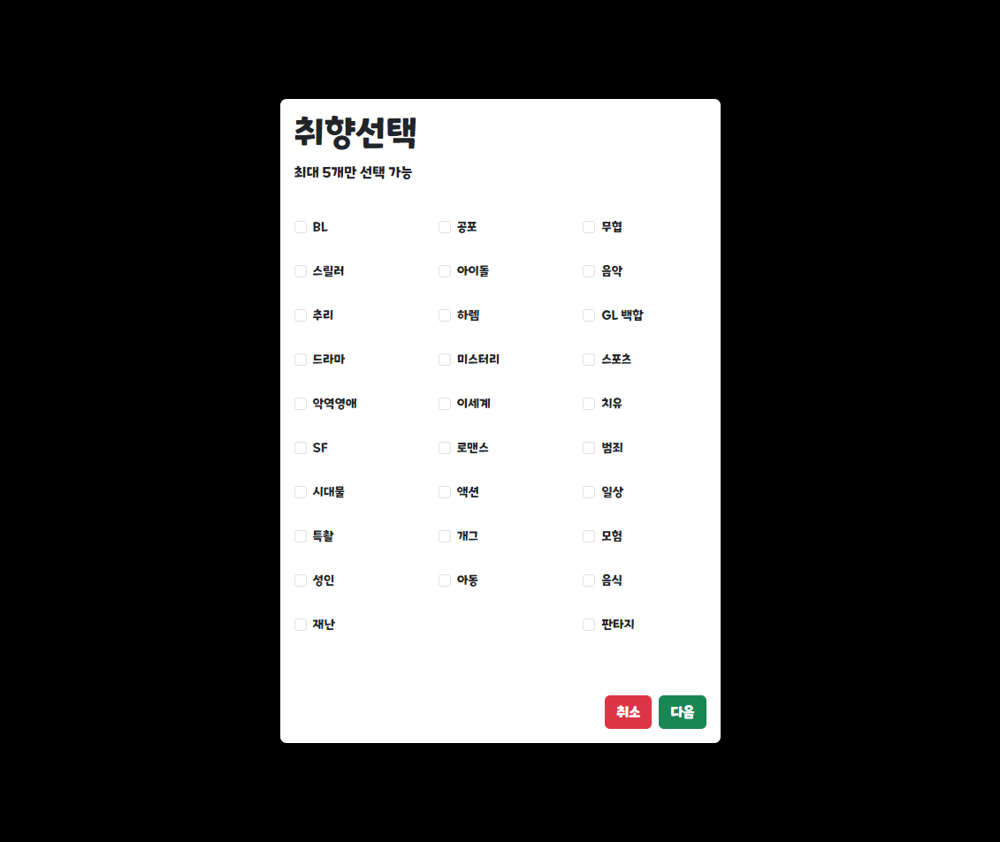 취향선택
최대 5개만 선택 가능
BL 공포 무협
스릴러 아이돌 음악
추리 하렘 GL 백합
드라마 미스터리 스포츠
악역영애 이세계 치유
SF 로맨스 범죄
시대물 액션 일상
특촬 개그 모험
성인 아동 음식
재난 판타지
취소 다음